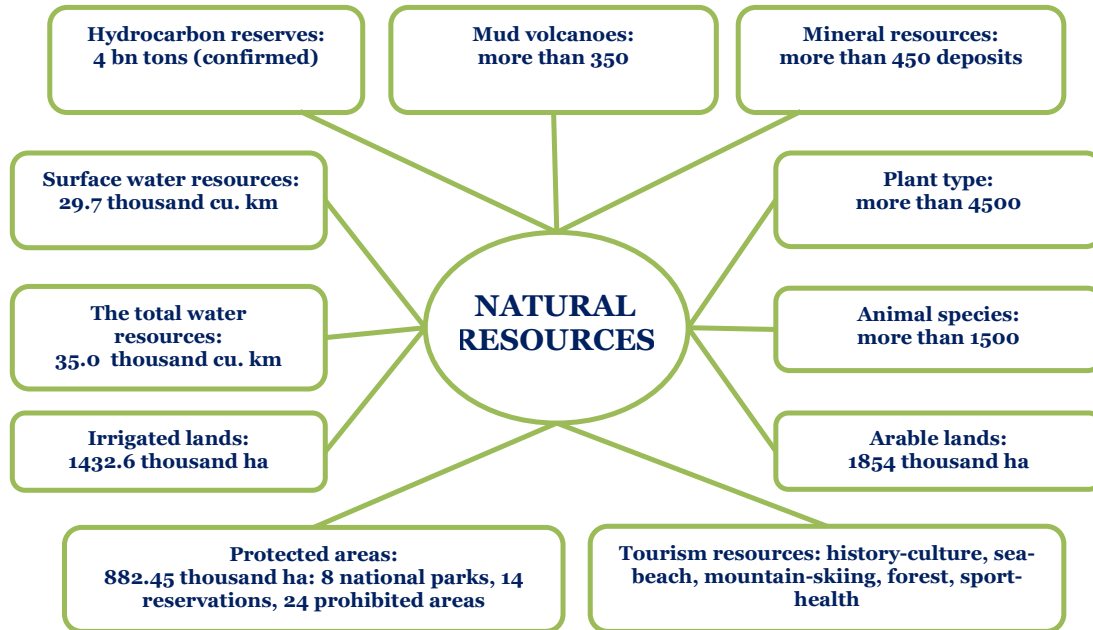 Hydrocarbon reserves:
4 bn tons (confirmed)
Mud volcanoes:
more than 350
Mineral resources:
more than 450 deposits
Surface water resources:
29.7 thousand cu. km
Plant type:
more than 4500
NATURAL
RESOURCES
The total water
resources:
35.0 thousand cu. km
Animal species:
more than 1500
Irrigated lands:
1432.6 thousand ha
Arable lands:
1854 thousand ha
Protected areas:
882.45 thousand ha: 8 national parks, 14
reservations, 24 prohibited areas
Tourism resources: history-culture, sea-
beach, mountain-skiing, forest, sport-
health